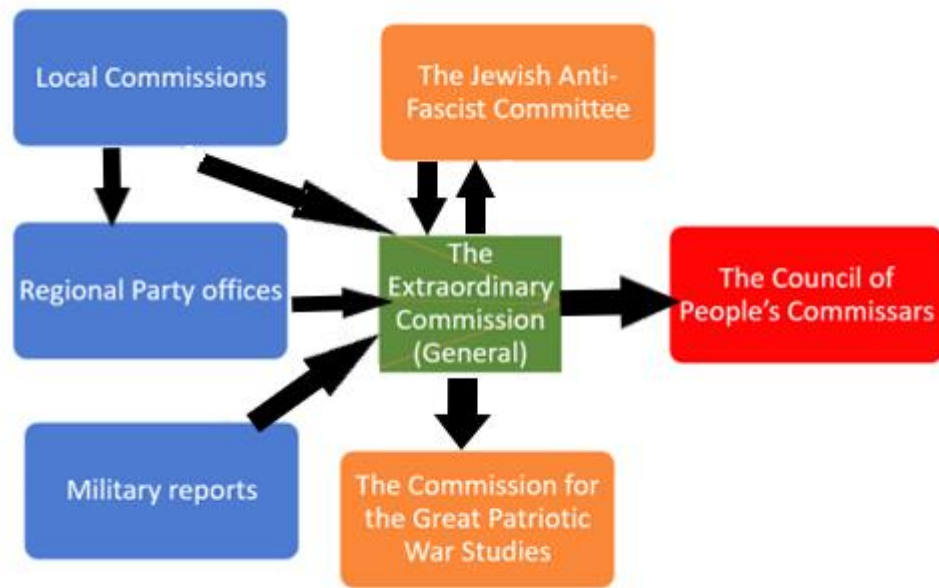 Local Commissions
The Jewish Anti-
Fascist Committee
Regional Party offices
The
Extraordinary
Commission
(General)
The Council of
People’s Commissars
Military reports
The Commission for
the Great Patriotic
War Studies